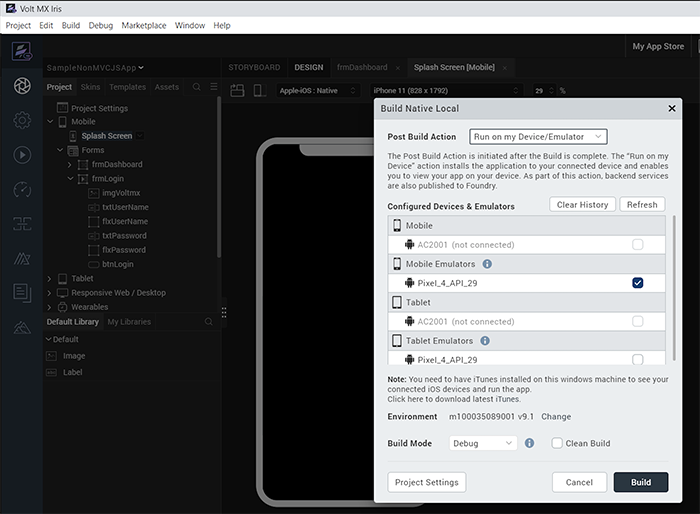 Volt MX Iris
Project Edit Build Debug Marketplace Window Help
My App Store
SampleNonMVCJSApp
STORYBOARD DESIGN frmDashboard × Splash Screen [Mobile] ×
Project Skins Templates Assets
Apple-iOS : Native iPhone 11 (828 x 1792) 29 %
Project Settings
Mobile
Splash Screen
Forms
frmDashboard
frmLogin
imgVoltmx
txtUserName
flxUserName
txtPassword
flxPassword
btnLogin
Tablet
Responsive Web / Desktop
Wearables
Default Library My Libraries
Default
Image
Label
Build Native Local
Post Build Action Run on my Device/Emulator
The Post Build Action is initiated after the Build is complete. The "Run on my
Device" action installs the application to your connected device and enables
you to view your app on your device. As part of this action, backend services
are also published to Foundry.
Configured Devices & Emulators Clear History Refresh
Mobile
AC2001 (not connected)
Mobile Emulators
Pixel_4_API_29
Tablet
AC2001 (not connected)
Tablet Emulators
Pixel_4_API_29
Note: You need to have iTunes installed on this windows machine to see your
connected iOS devices and run the app.
Click here to download latest iTunes.
Environment m100035089001 v9.1 Change
Build Mode Debug Clean Build
Project Settings Cancel Build